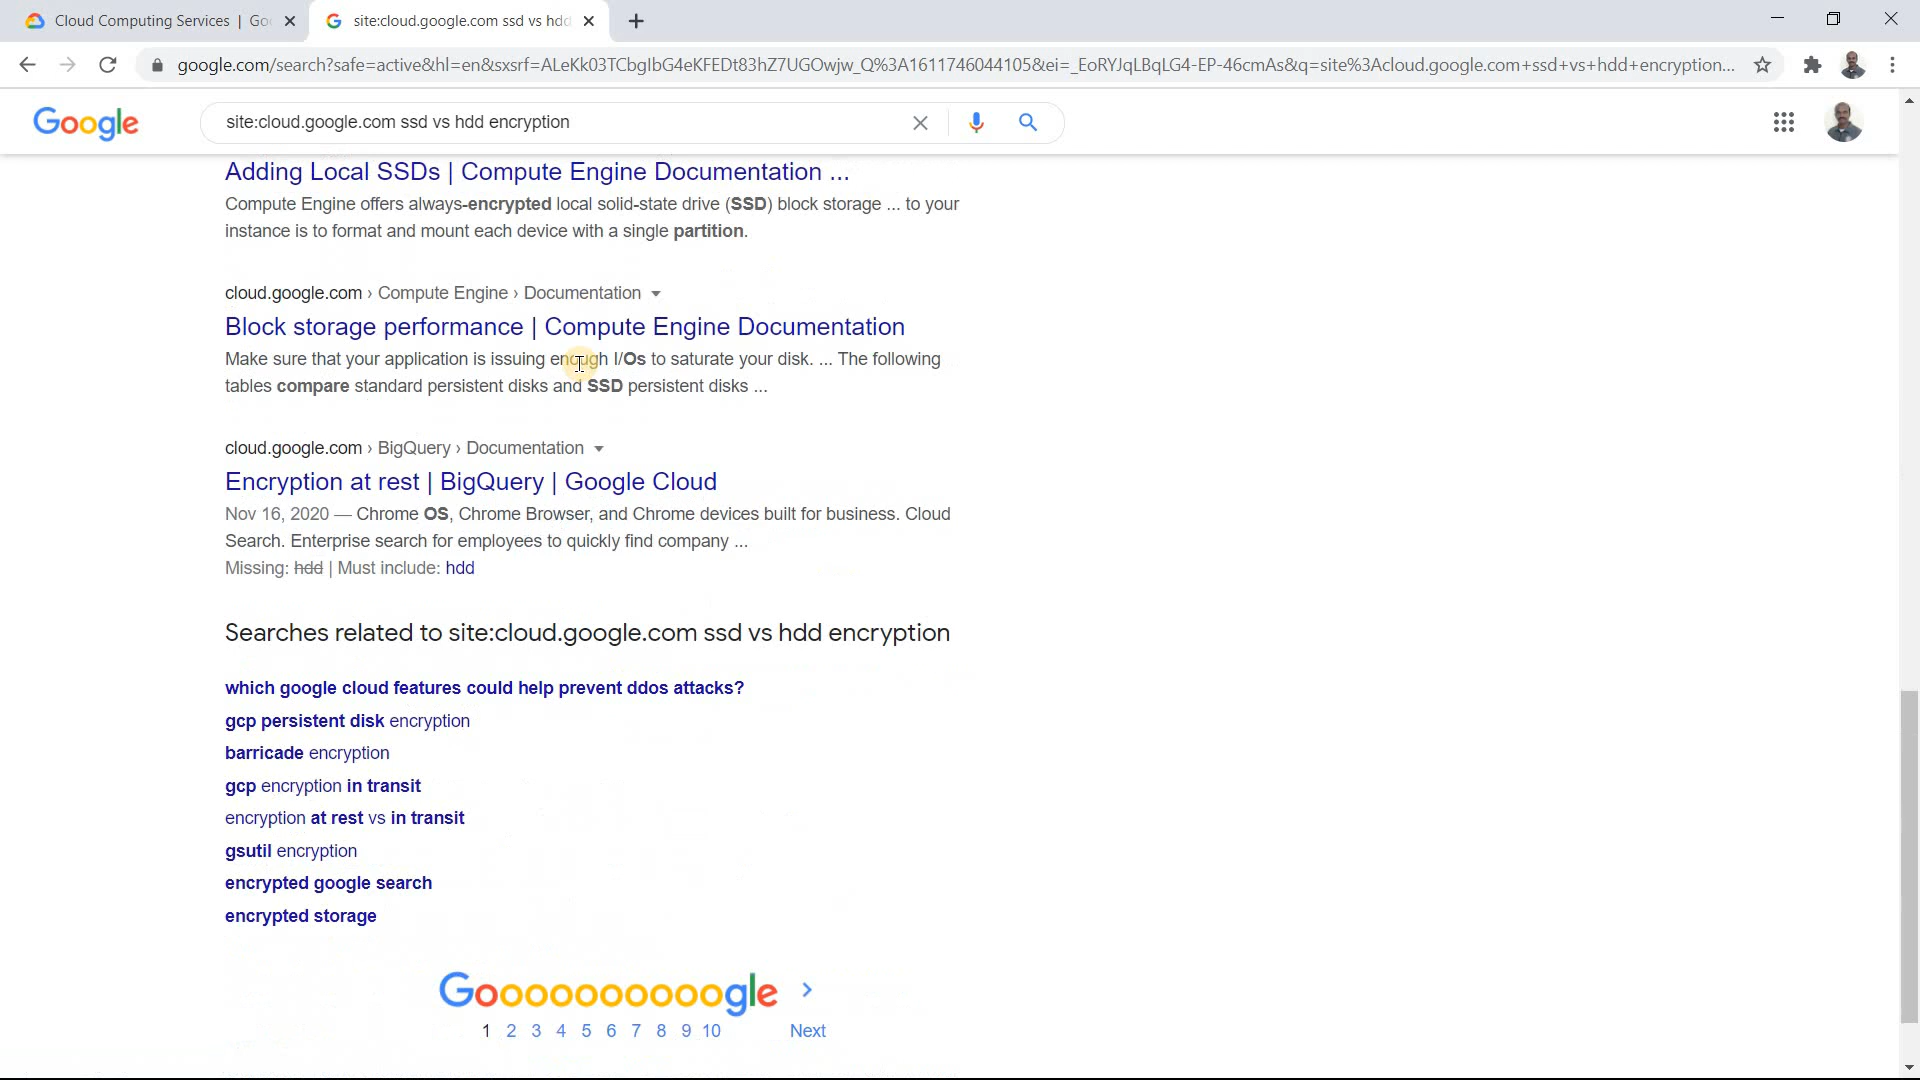 Cloud Computing Services | Go
site:cloud.google.com ssd vs hdd
google.com/search?safe=active&hl=en&sxsrf=ALeKk03TCbgIbG4eKFEDt83hZ7UGOwjw_Q%3A1611746044105&ei=_EoRYJqLBqLG4-EP-46cmAs&q=site%3Acloud.google.com+ssd+vs+hdd+encryption...
Google
site:cloud.google.com ssd vs hdd encryption
Adding Local SSDs | Compute Engine Documentation ...
Compute Engine offers always-encrypted local solid-state drive (SSD) block storage ... to your
instance is to format and mount each device with a single partition.
cloud.google.com › Compute Engine › Documentation
Block storage performance | Compute Engine Documentation
Make sure that your application is issuing enough I/Os to saturate your disk. ... The following
tables compare standard persistent disks and SSD persistent disks ...
cloud.google.com › BigQuery › Documentation
Encryption at rest | BigQuery | Google Cloud
Nov 16, 2020 — Chrome OS, Chrome Browser, and Chrome devices built for business. Cloud
Search. Enterprise search for employees to quickly find company ...
Missing: hdd | Must include: hdd
Searches related to site:cloud.google.com ssd vs hdd encryption
which google cloud features could help prevent ddos attacks?
gcp persistent disk encryption
barricade encryption
gcp encryption in transit
encryption at rest vs in transit
gsutil encryption
encrypted google search
encrypted storage
Goooooooooogle >
1 2 3 4 5 6 7 8 9 10 Next